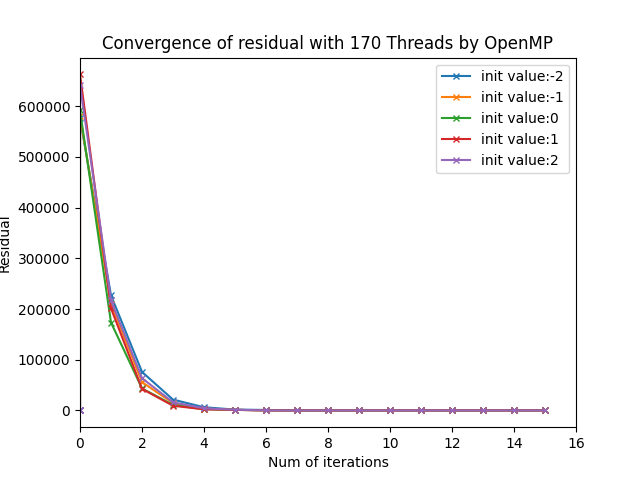 Convergence of residual with 170 Threads by OpenMP
init value:-2
init value:-1
init value:0
init value:1
init value:2
600000
500000
400000
300000
200000
100000
0
Residual
0 2 4 6 8 10 12 14 16
Num of iterations